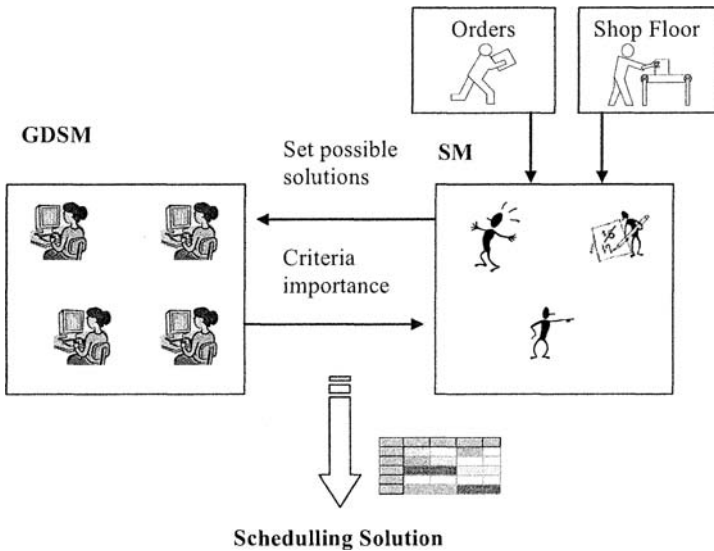 Orders
Shop Floor
GDSM
SM
Set possible
solutions
Criteria
importance
Schedulling Solution